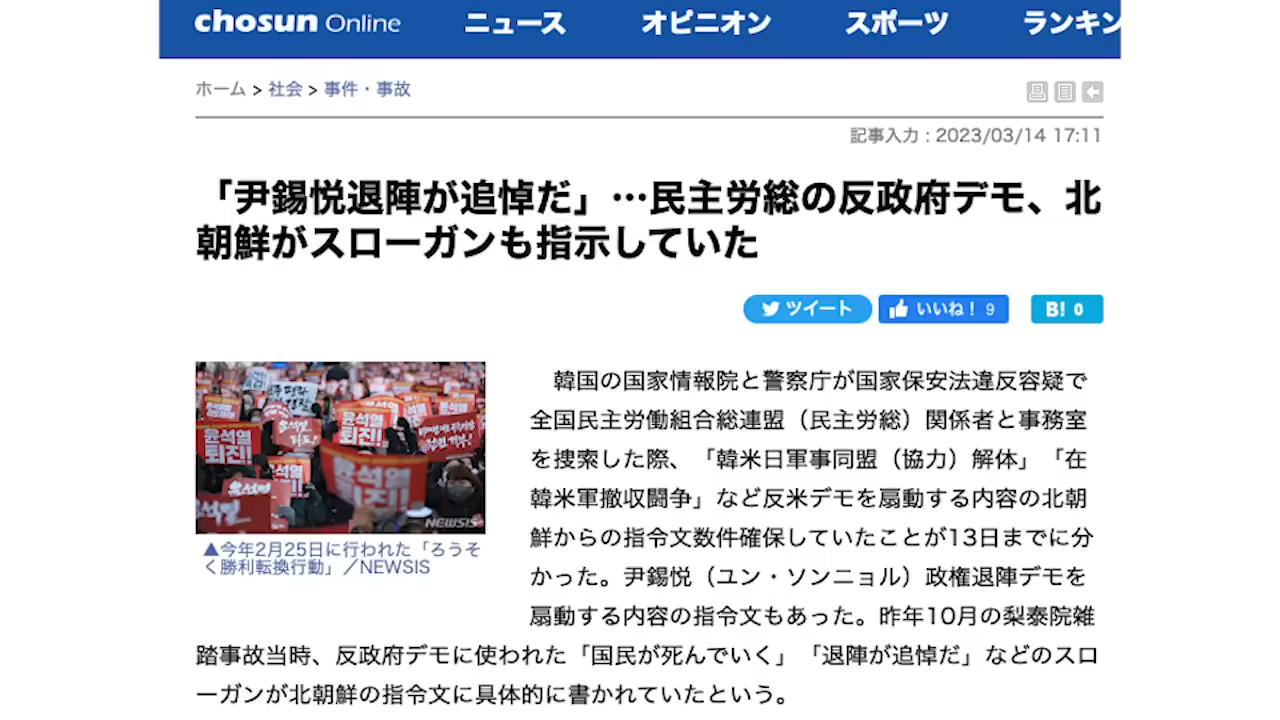 chosun Online ニュース オピニオン スポーツ ランキン
ホーム > 社会 > 事件・事故
記事入力 : 2023/03/14 17:11
「尹錫悦退陣が追悼だ」…民主労総の反政府デモ、北
朝鮮がスローガンも指示していた
ツイート いいね！ 9 B! 0
윤석열
퇴진!!
윤석열
퇴진!!
윤석열
퇴진!!
NEWSIS
▲今年2月25日に行われた「ろうそ
く勝利転換行動」／NEWSIS
韓国の国家情報院と警察庁が国家保安法違反容疑で
全国民主労働組合総連盟（民主労総）関係者と事務室
を捜索した際、「韓米日軍事同盟（協力）解体」「在
韓米軍撤収闘争」など反米デモを扇動する内容の北朝
鮮からの指令文数件確保していたことが13日までに分
かった。尹錫悦（ユン・ソンニョル）政権退陣デモを
扇動する内容の指令文もあった。昨年10月の梨泰院雑
踏事故当時、反政府デモに使われた「国民が死んでいく」「退陣が追悼だ」などのスロ
ーガンが北朝鮮の指令文に具体的に書かれていたという。